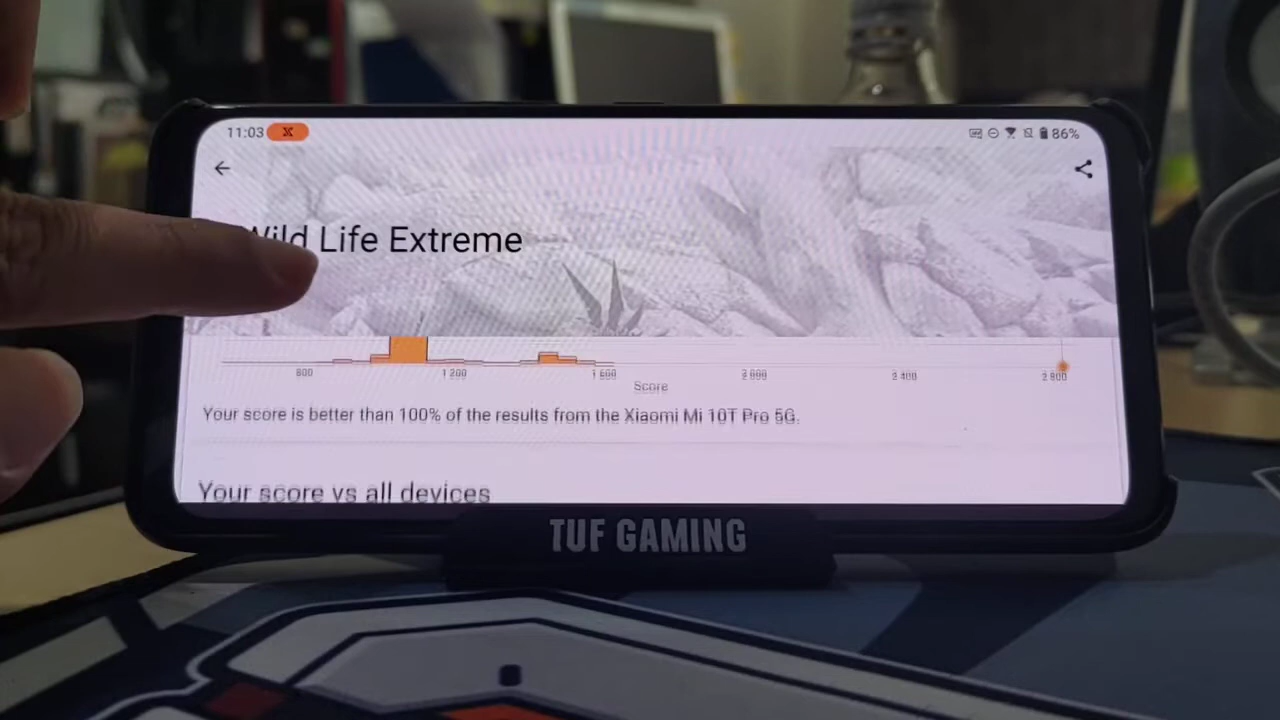 11:03 86%
Wild Life Extreme
800 1 200 1 600 2 000 2 400 2 800
Score
Your score is better than 100% of the results from the Xiaomi Mi 10T Pro 5G.
Your score vs all devices
TUF GAMING